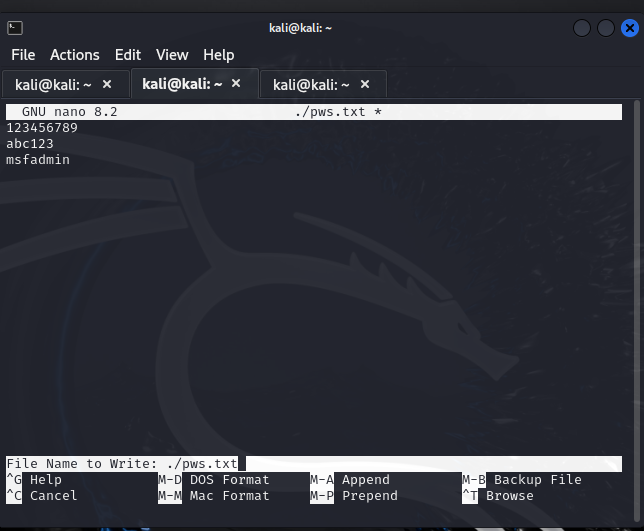 kali@kali: ~
File Actions Edit View Help
kali@kali: ~ × kali@kali: ~ × kali@kali: ~ ×
GNU nano 8.2 ./pws.txt *
123456789
abc123
msfadmin
File Name to Write: ./pws.txt
^G Help M-D DOS Format M-A Append M-B Backup File
^C Cancel M-M Mac Format M-P Prepend ^T Browse